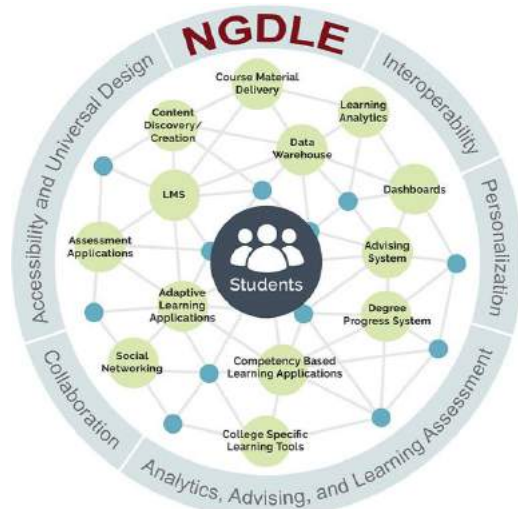 NGDLE
Interoperability
Personalization
Analytics, Advising, and Learning Assessment
Collaboration
Accessibility and Universal Design
Course Material
Delivery
Content
Discovery/
Creation
Learning
Analytics
Data
Warehouse
LMS
Dashboards
Assessment
Applications
Advising
System
Students
Adaptive
Learning
Applications
Degree
Progress System
Social
Networking
Competency Based
Learning Applications
College Specific
Learning Tools